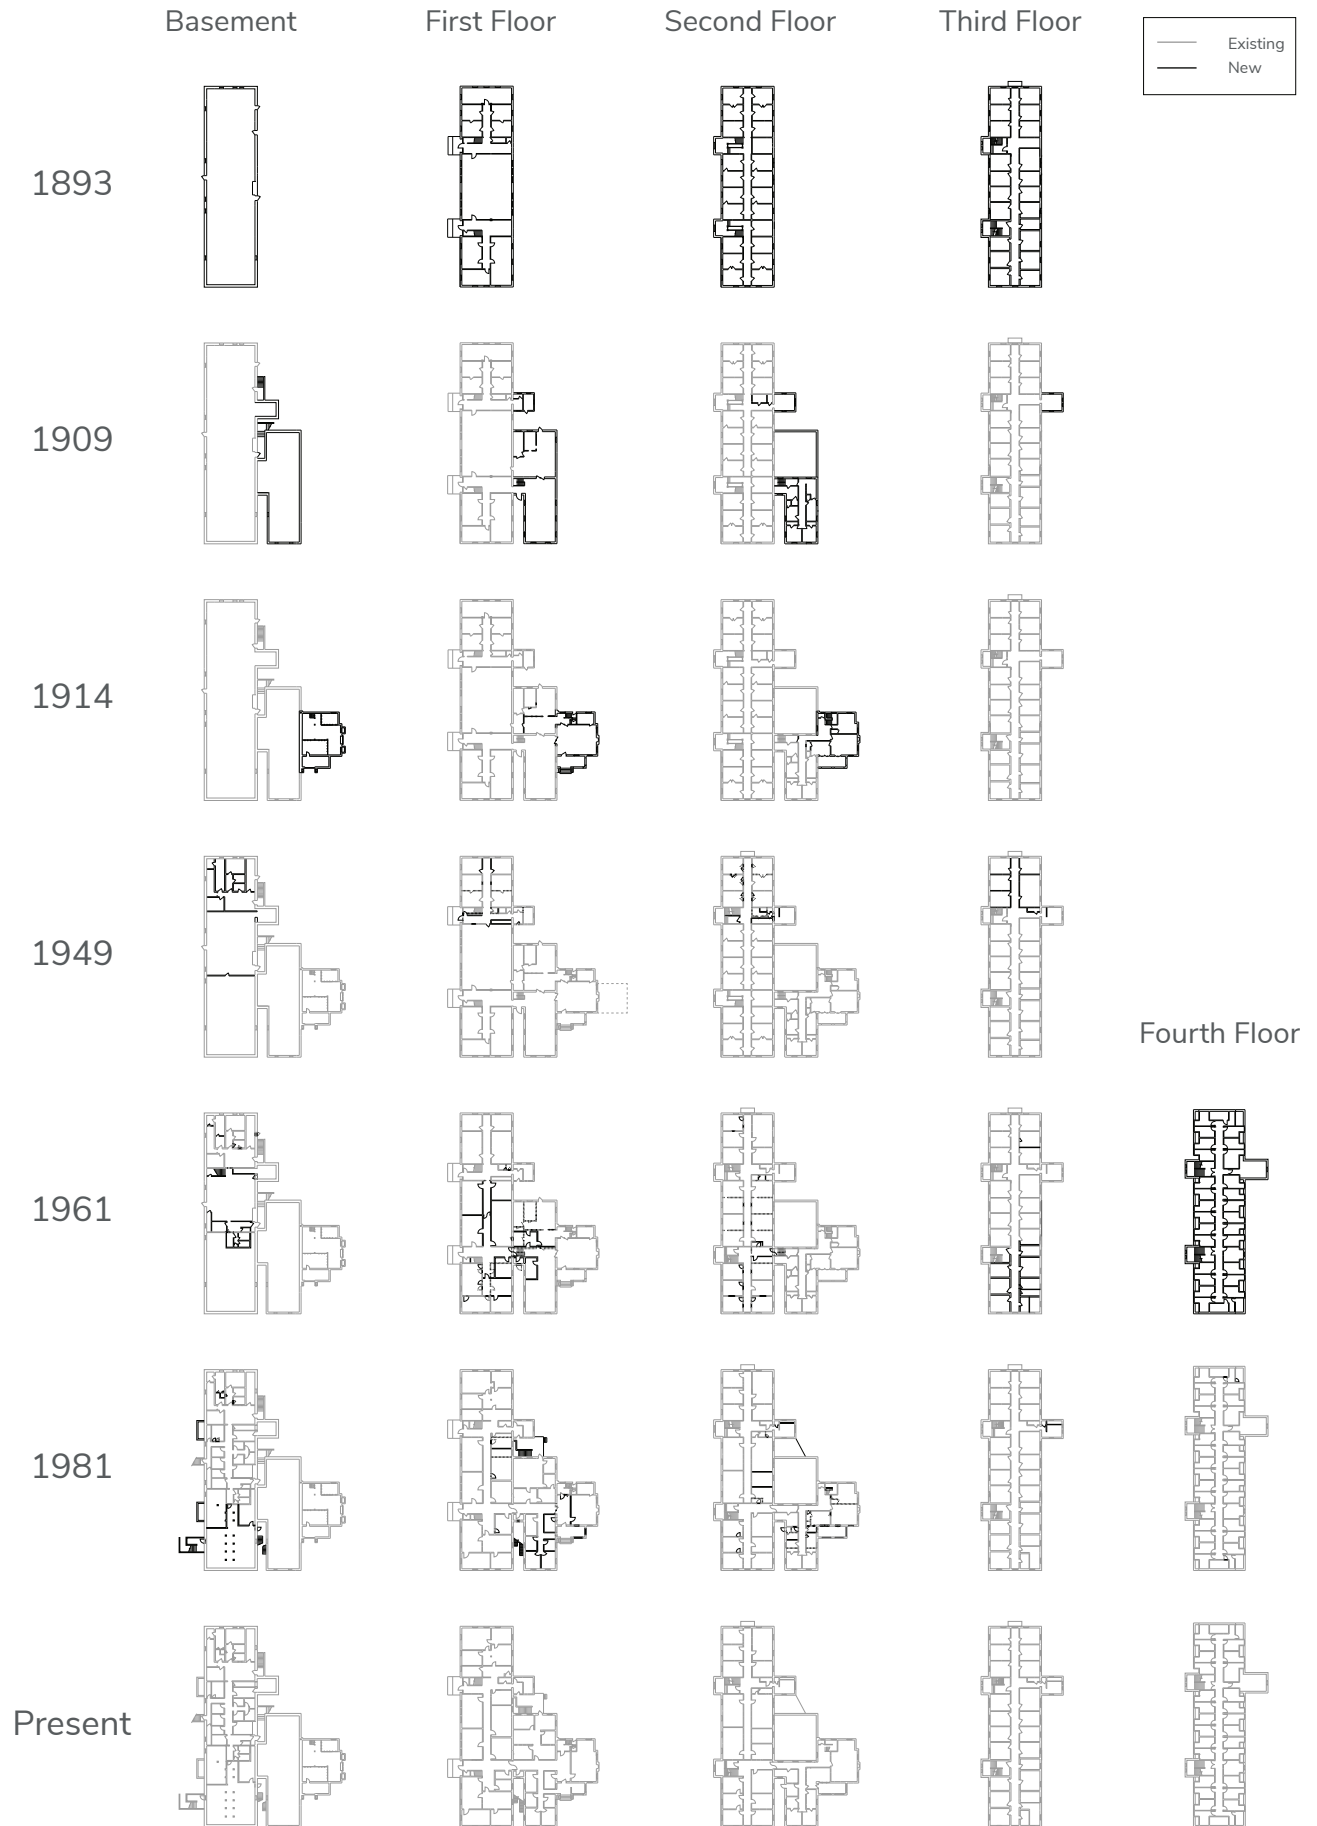 Basement First Floor Second Floor Third Floor
Existing
New
1893
1909
1914
1949
Fourth Floor
1961
1981
Present